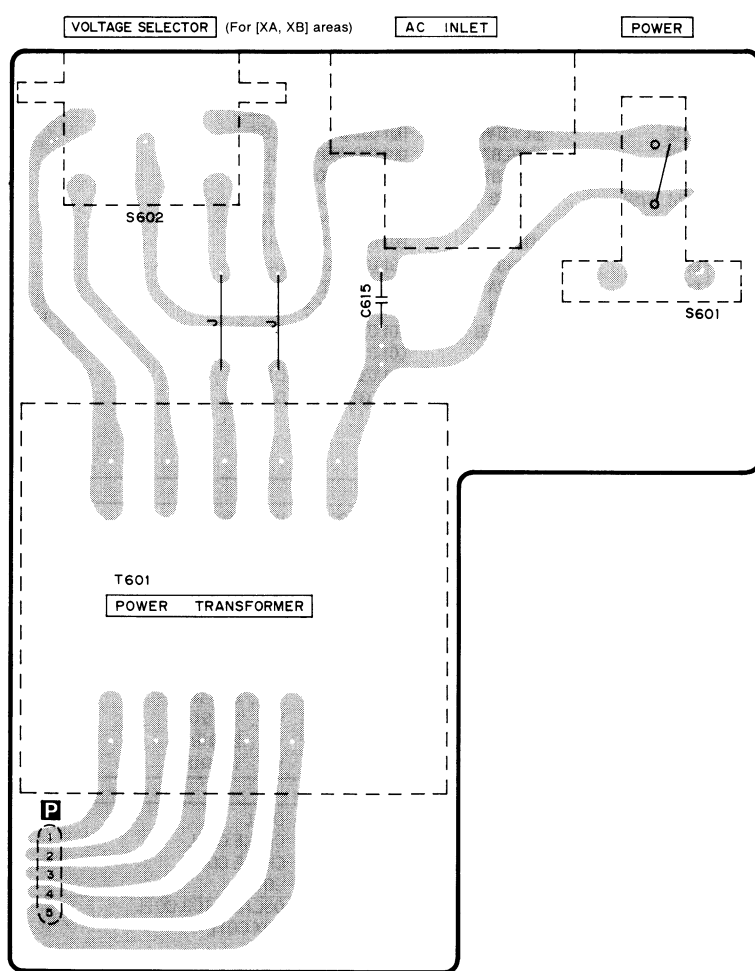 VOLTAGE SELECTOR (For [XA, XB] areas) AC INLET POWER
S602
C615
S601
J J
T601
POWER TRANSFORMER
P
1
2
3
4
5